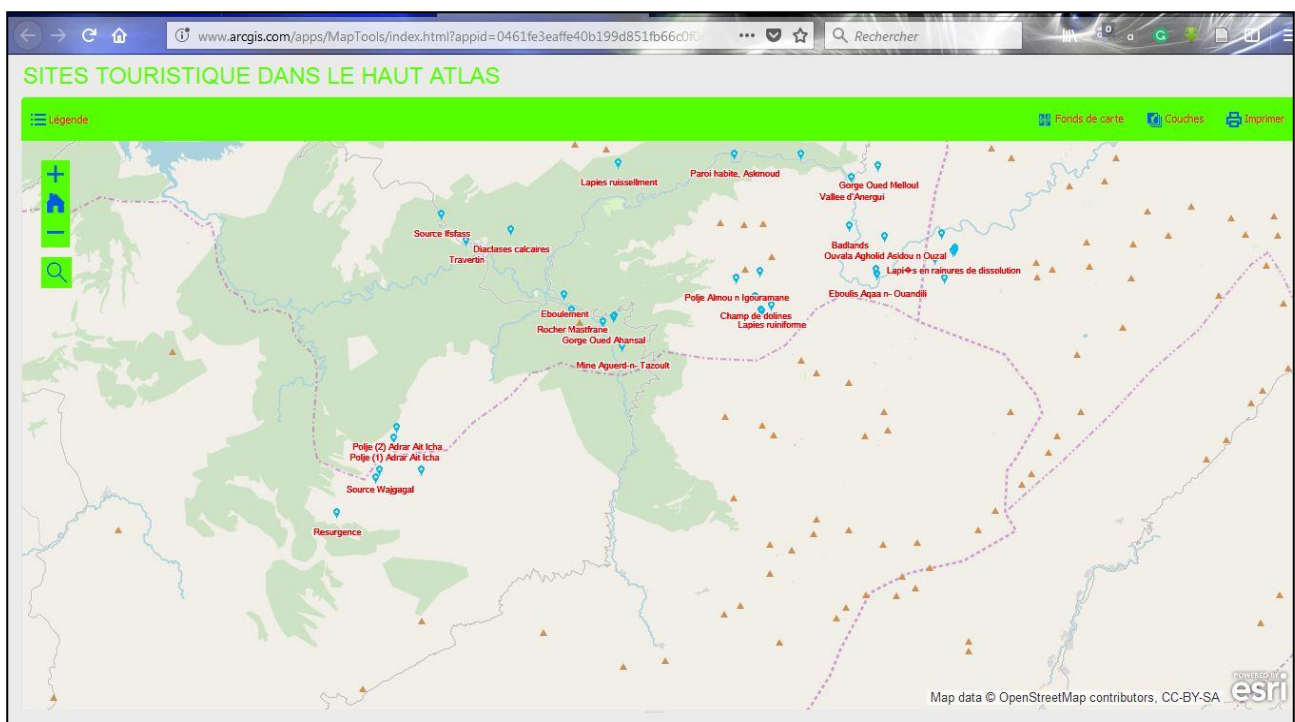 www.arcgis.com/apps/MapTools/index.html?appid=0461fe3eaffe40b199d851fb66c0f0
Rechercher
SITES TOURISTIQUE DANS LE HAUT ATLAS
Légende
Fonds de carte
Couches
Imprimer
Lapies ruissellment
Paroi habite, Askmoud
Gorge Oued Melloul
Vallee d'Anergui
Source Ifsfass
Diaclases calcaires
Travertin
Badlands
Ouvala Agholid Asidou n Ouzal
Lapi�s en rainures de dissolution
Eboulis Aqaa n- Ouandili
Polje Almou n Igouramane
Champ de dolines
Lapies ruiniforme
Eboulement
Rocher Mastfrane
Gorge Oued Ahansal
Mine Aguerd-n- Tazoult
Polje (2) Adrar Ait Icha
Polje (1) Adrar Ait Icha
Source Wajgagal
Resurgence
Map data © OpenStreetMap contributors, CC-BY-SA
POWERED BY
esri